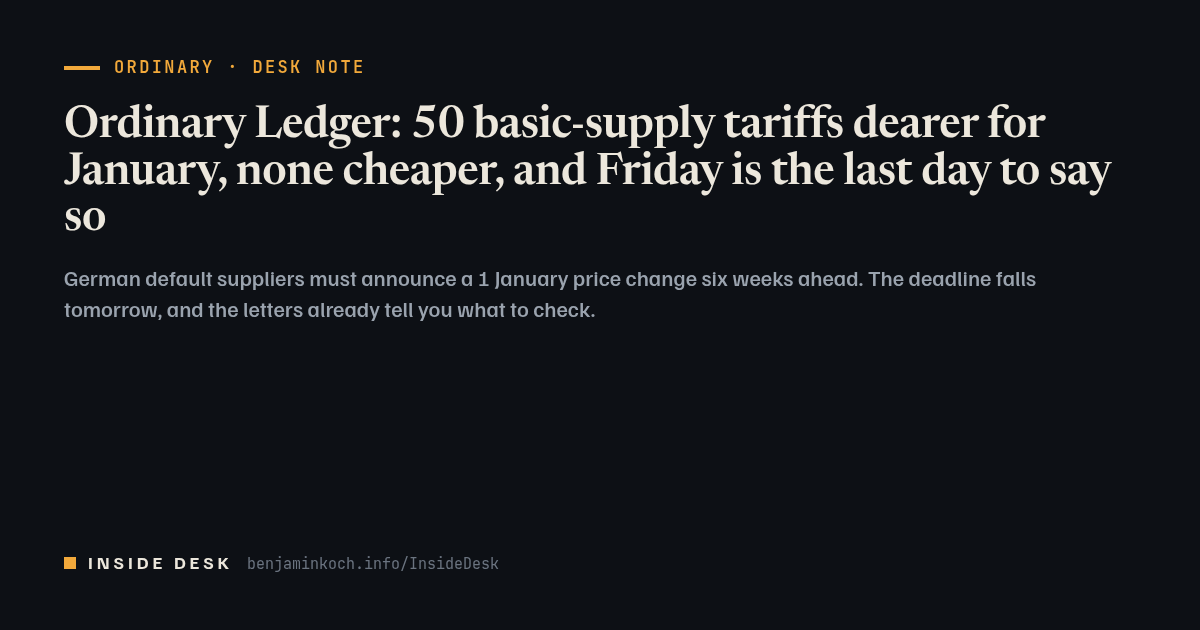 ORDINARY · DESK NOTE
Ordinary Ledger: 50 basic-supply tariffs dearer for
January, none cheaper, and Friday is the last day to say
so
German default suppliers must announce a 1 January price change six weeks ahead. The deadline falls
tomorrow, and the letters already tell you what to check.
INSIDE DESK benjaminkoch.info/InsideDesk